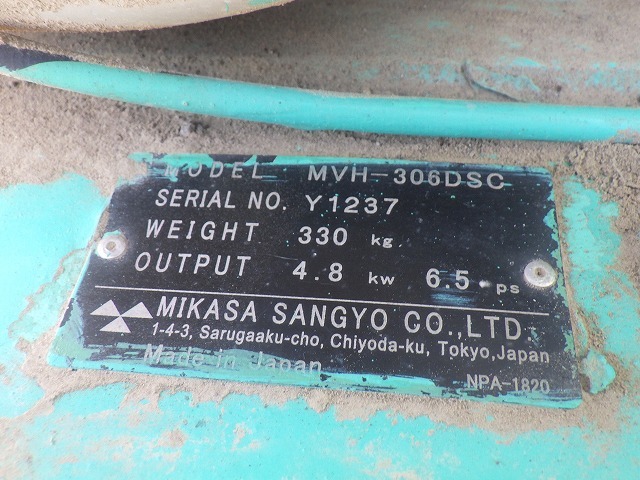 MODEL MVH-306DSC
SERIAL NO. Y1237
WEIGHT 330 kg
OUTPUT 4.8 kw 6.5 ps
MIKASA SANGYO CO.,LTD.
1-4-3, Sarugaaku-cho, Chiyoda-ku, Tokyo,Japan
Made in Japan
NPA-1820